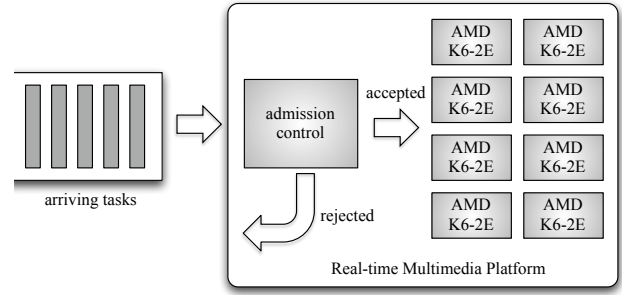 arriving tasks
admission
control
accepted
rejected
AMD
K6-2E
AMD
K6-2E
AMD
K6-2E
AMD
K6-2E
AMD
K6-2E
AMD
K6-2E
AMD
K6-2E
AMD
K6-2E
Real-time Multimedia Platform